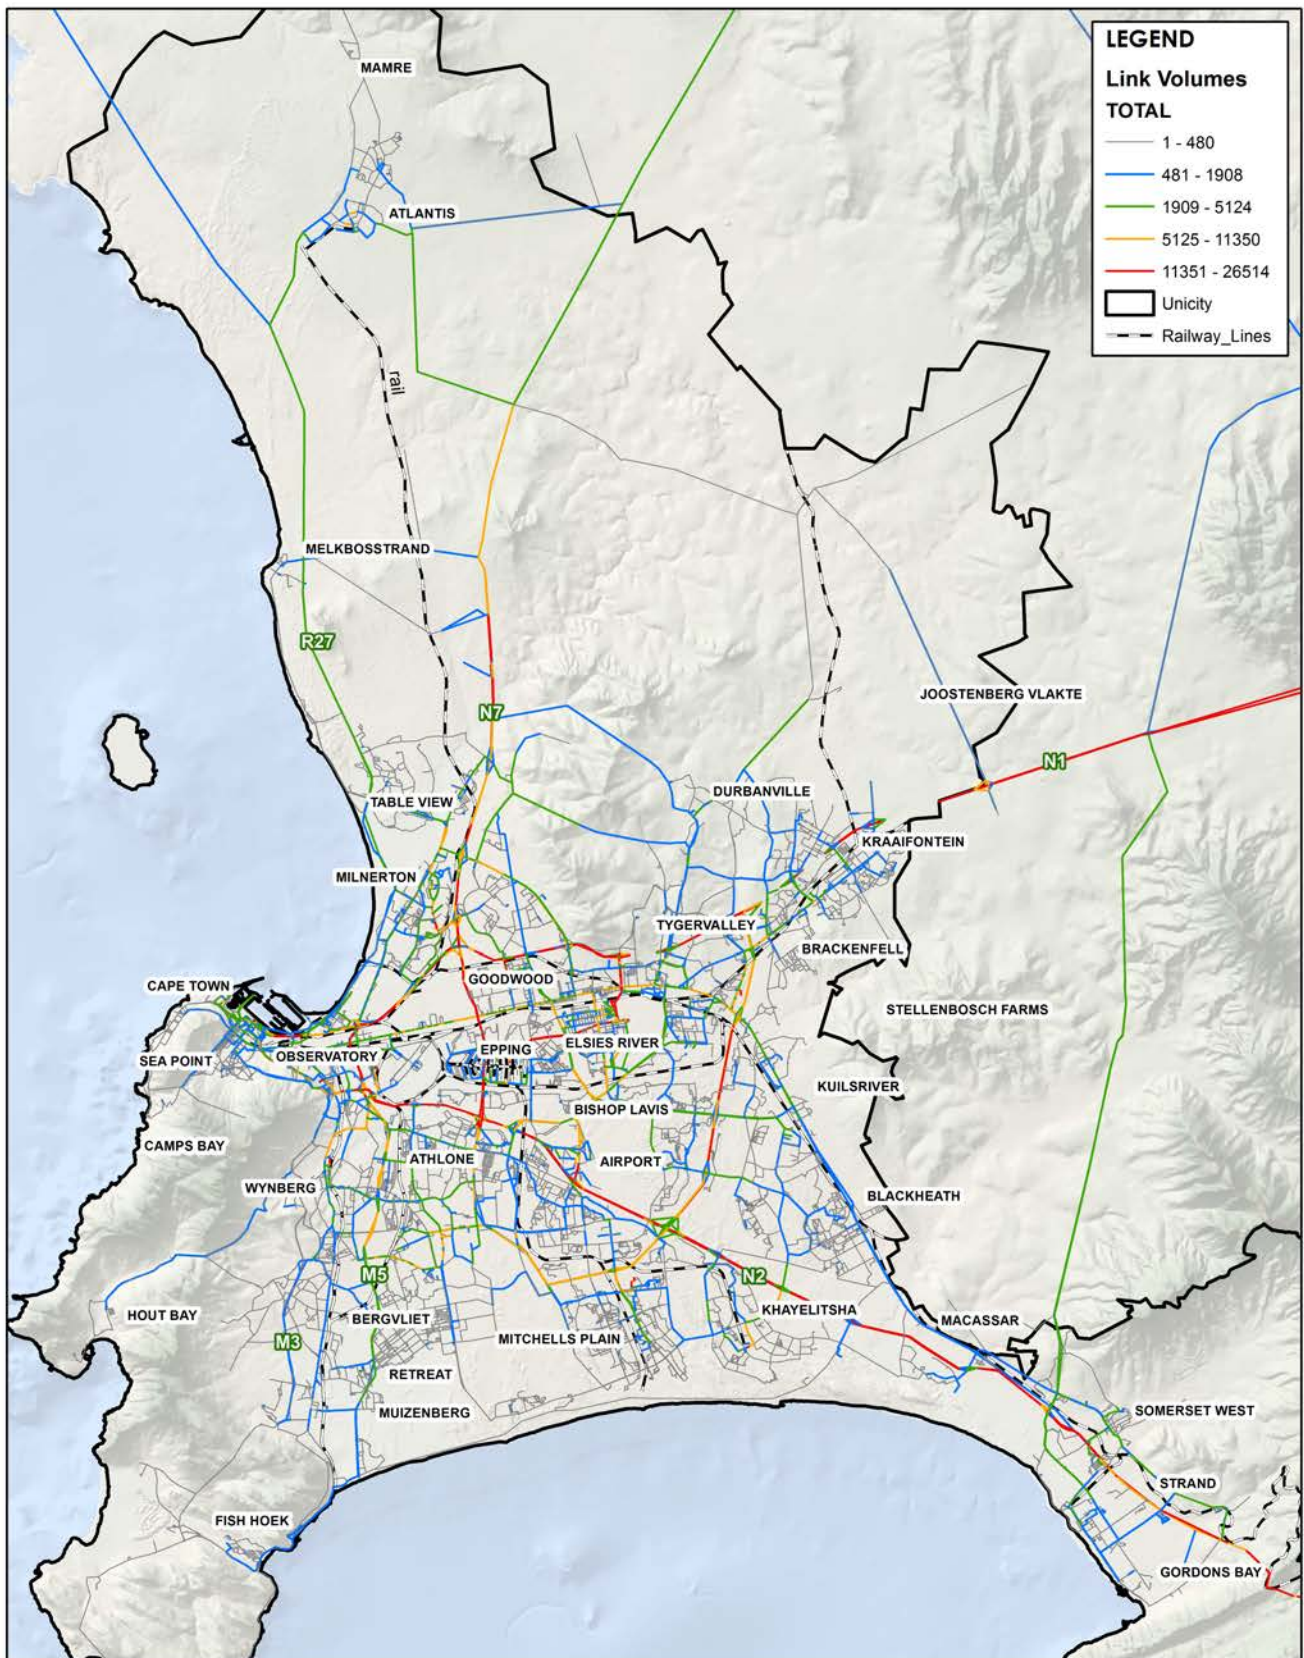 LEGEND
Link Volumes
TOTAL
1 - 480
481 - 1908
1909 - 5124
5125 - 11350
11351 - 26514
Unicity
Railway_Lines
MAMRE
ATLANTIS
rail
MELKBOSSTRAND
R27
JOOSTENBERG VLAKTE
N7
N1
DURBANVILLE
TABLE VIEW
KRAAIFONTEIN
MILNERTON
TYGERVALLEY
BRACKENFELL
GOODWOOD
CAPE TOWN
STELLENBOSCH FARMS
ELSIES RIVER
EPPING
OBSERVATORY
SEA POINT
KUILSRIVER
BISHOP LAVIS
CAMPS BAY
ATHLONE
AIRPORT
WYNBERG
BLACKHEATH
M5
N2
HOUT BAY
KHAYELITSHA
BERGVLIET
MACASSAR
MITCHELLS PLAIN
M3
RETREAT
MUIZENBERG
SOMERSET WEST
STRAND
FISH HOEK
GORDONS BAY